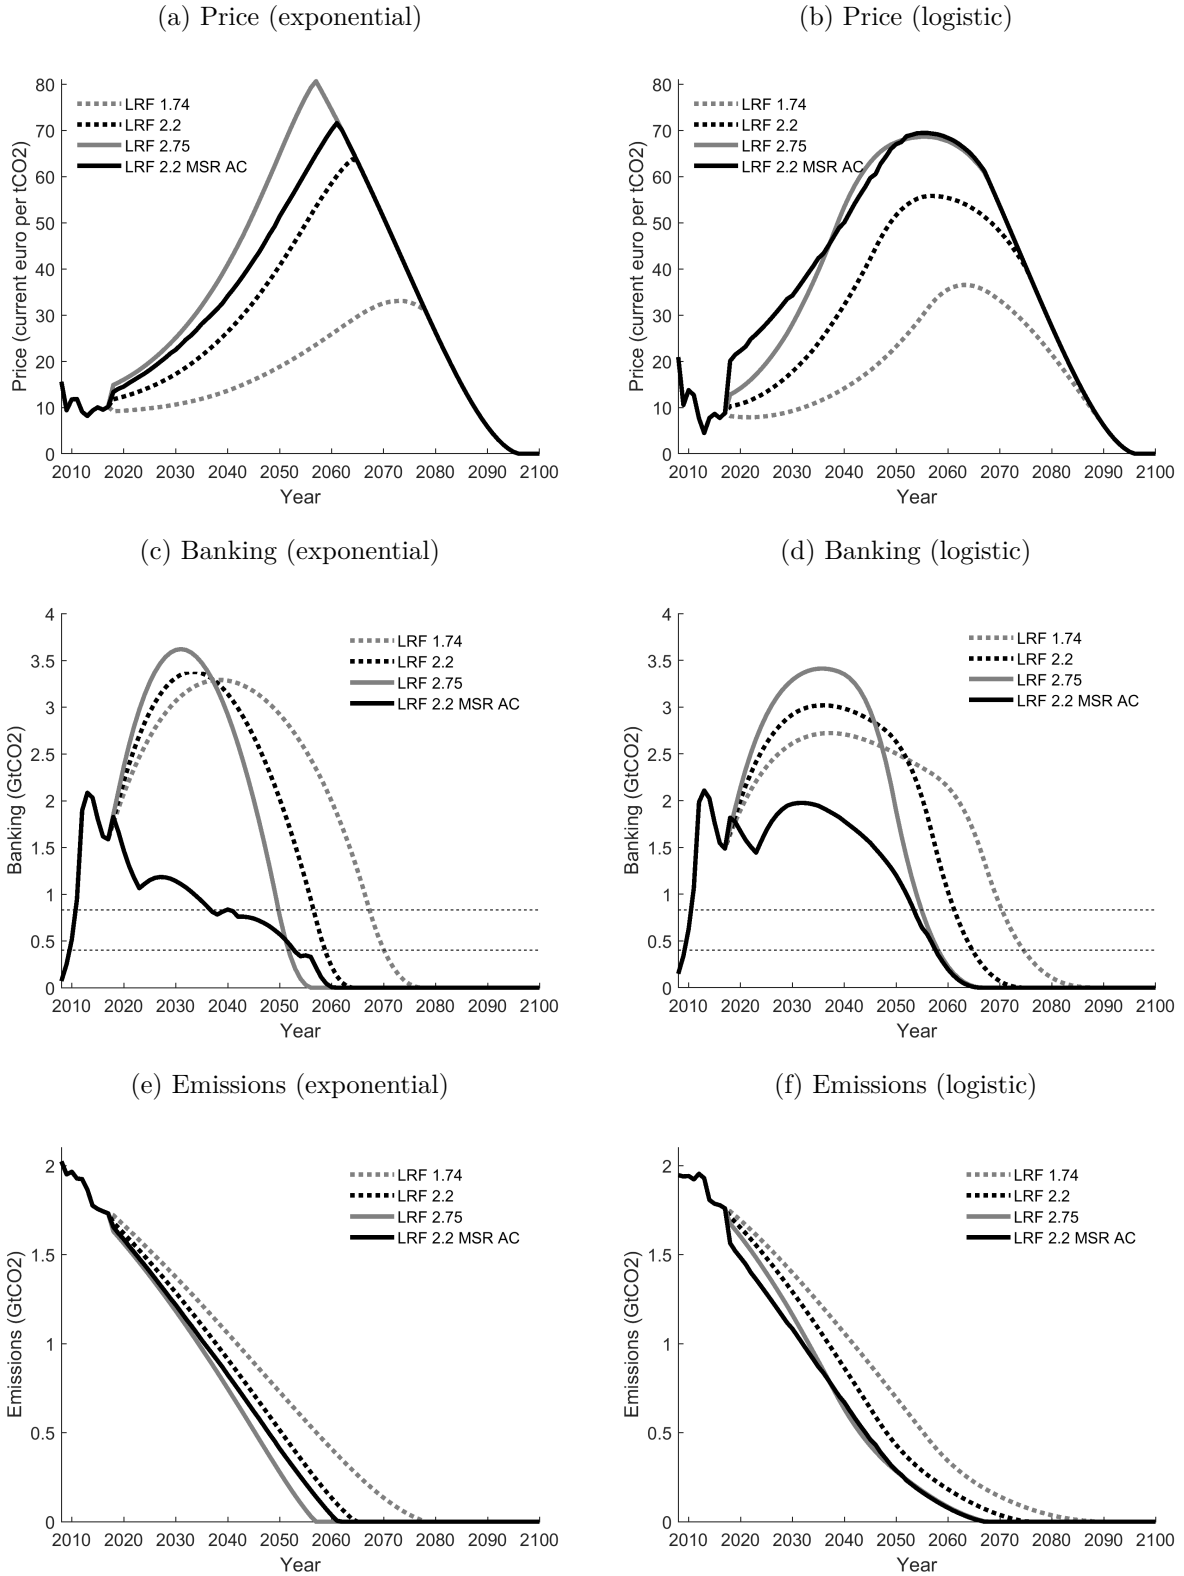 (a) Price (exponential)
Price (current euro per tCO2)
80
70
60
50
40
30
20
10
0
LRF 1.74
LRF 2.2
LRF 2.75
LRF 2.2 MSR AC
2010 2020 2030 2040 2050 2060 2070 2080 2090 2100
Year
(b) Price (logistic)
Price (current euro per tCO2)
80
70
60
50
40
30
20
10
0
LRF 1.74
LRF 2.2
LRF 2.75
LRF 2.2 MSR AC
2010 2020 2030 2040 2050 2060 2070 2080 2090 2100
Year
(c) Banking (exponential)
Banking (GtCO2)
4
3.5
3
2.5
2
1.5
1
0.5
0
LRF 1.74
LRF 2.2
LRF 2.75
LRF 2.2 MSR AC
2010 2020 2030 2040 2050 2060 2070 2080 2090 2100
Year
(d) Banking (logistic)
Banking (GtCO2)
4
3.5
3
2.5
2
1.5
1
0.5
0
LRF 1.74
LRF 2.2
LRF 2.75
LRF 2.2 MSR AC
2010 2020 2030 2040 2050 2060 2070 2080 2090 2100
Year
(e) Emissions (exponential)
Emissions (GtCO2)
2
1.5
1
0.5
0
LRF 1.74
LRF 2.2
LRF 2.75
LRF 2.2 MSR AC
2010 2020 2030 2040 2050 2060 2070 2080 2090 2100
Year
(f) Emissions (logistic)
Emissions (GtCO2)
2
1.5
1
0.5
0
LRF 1.74
LRF 2.2
LRF 2.75
LRF 2.2 MSR AC
2010 2020 2030 2040 2050 2060 2070 2080 2090 2100
Year